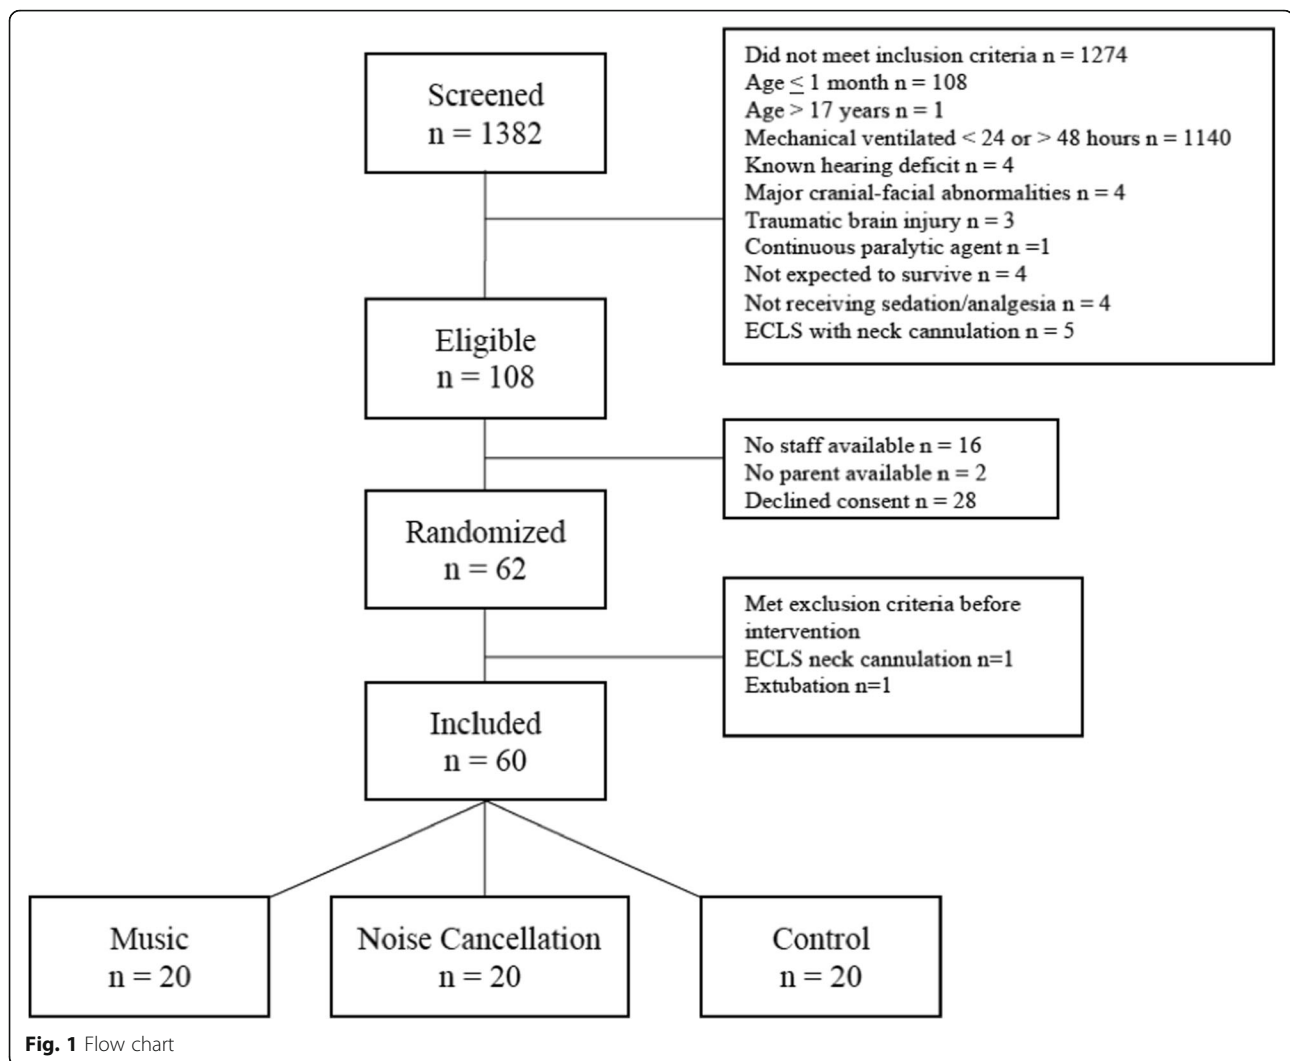 Screened
n = 1382
Did not meet inclusion criteria n = 1274
Age ≤ 1 month n = 108
Age > 17 years n = 1
Mechanical ventilated < 24 or > 48 hours n = 1140
Known hearing deficit n = 4
Major cranial-facial abnormalities n = 4
Traumatic brain injury n = 3
Continuous paralytic agent n =1
Not expected to survive n = 4
Not receiving sedation/analgesia n = 4
ECLS with neck cannulation n = 5
Eligible
n = 108
No staff available n = 16
No parent available n = 2
Declined consent n = 28
Randomized
n = 62
Met exclusion criteria before
intervention
ECLS neck cannulation n=1
Extubation n=1
Included
n = 60
Music
n = 20
Noise Cancellation
n = 20
Control
n = 20
Fig. 1 Flow chart